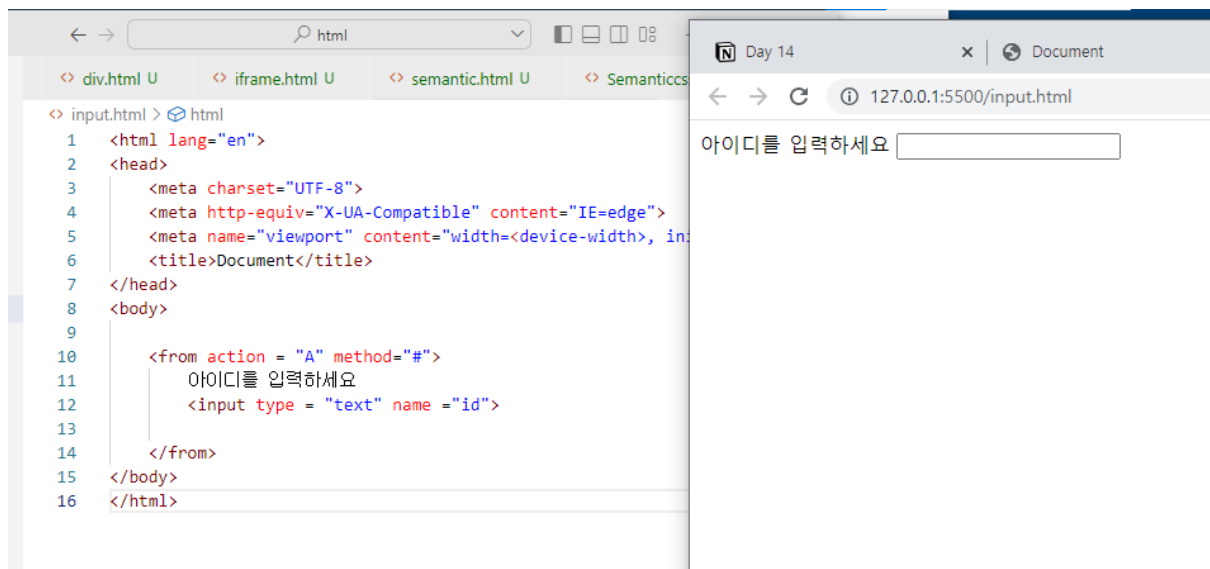 html
div.html U iframe.html U semantic.html U Semanticcs
input.html > html
1 <html lang="en">
2 <head>
3 <meta charset="UTF-8">
4 <meta http-equiv="X-UA-Compatible" content="IE=edge">
5 <meta name="viewport" content="width=<device-width>, ini
6 <title>Document</title>
7 </head>
8 <body>
9
10 <from action = "A" method="#">
11 아이디를 입력하세요
12 <input type = "text" name ="id">
13
14 </from>
15 </body>
16 </html>
Day 14 Document
127.0.0.1:5500/input.html
아이디를 입력하세요